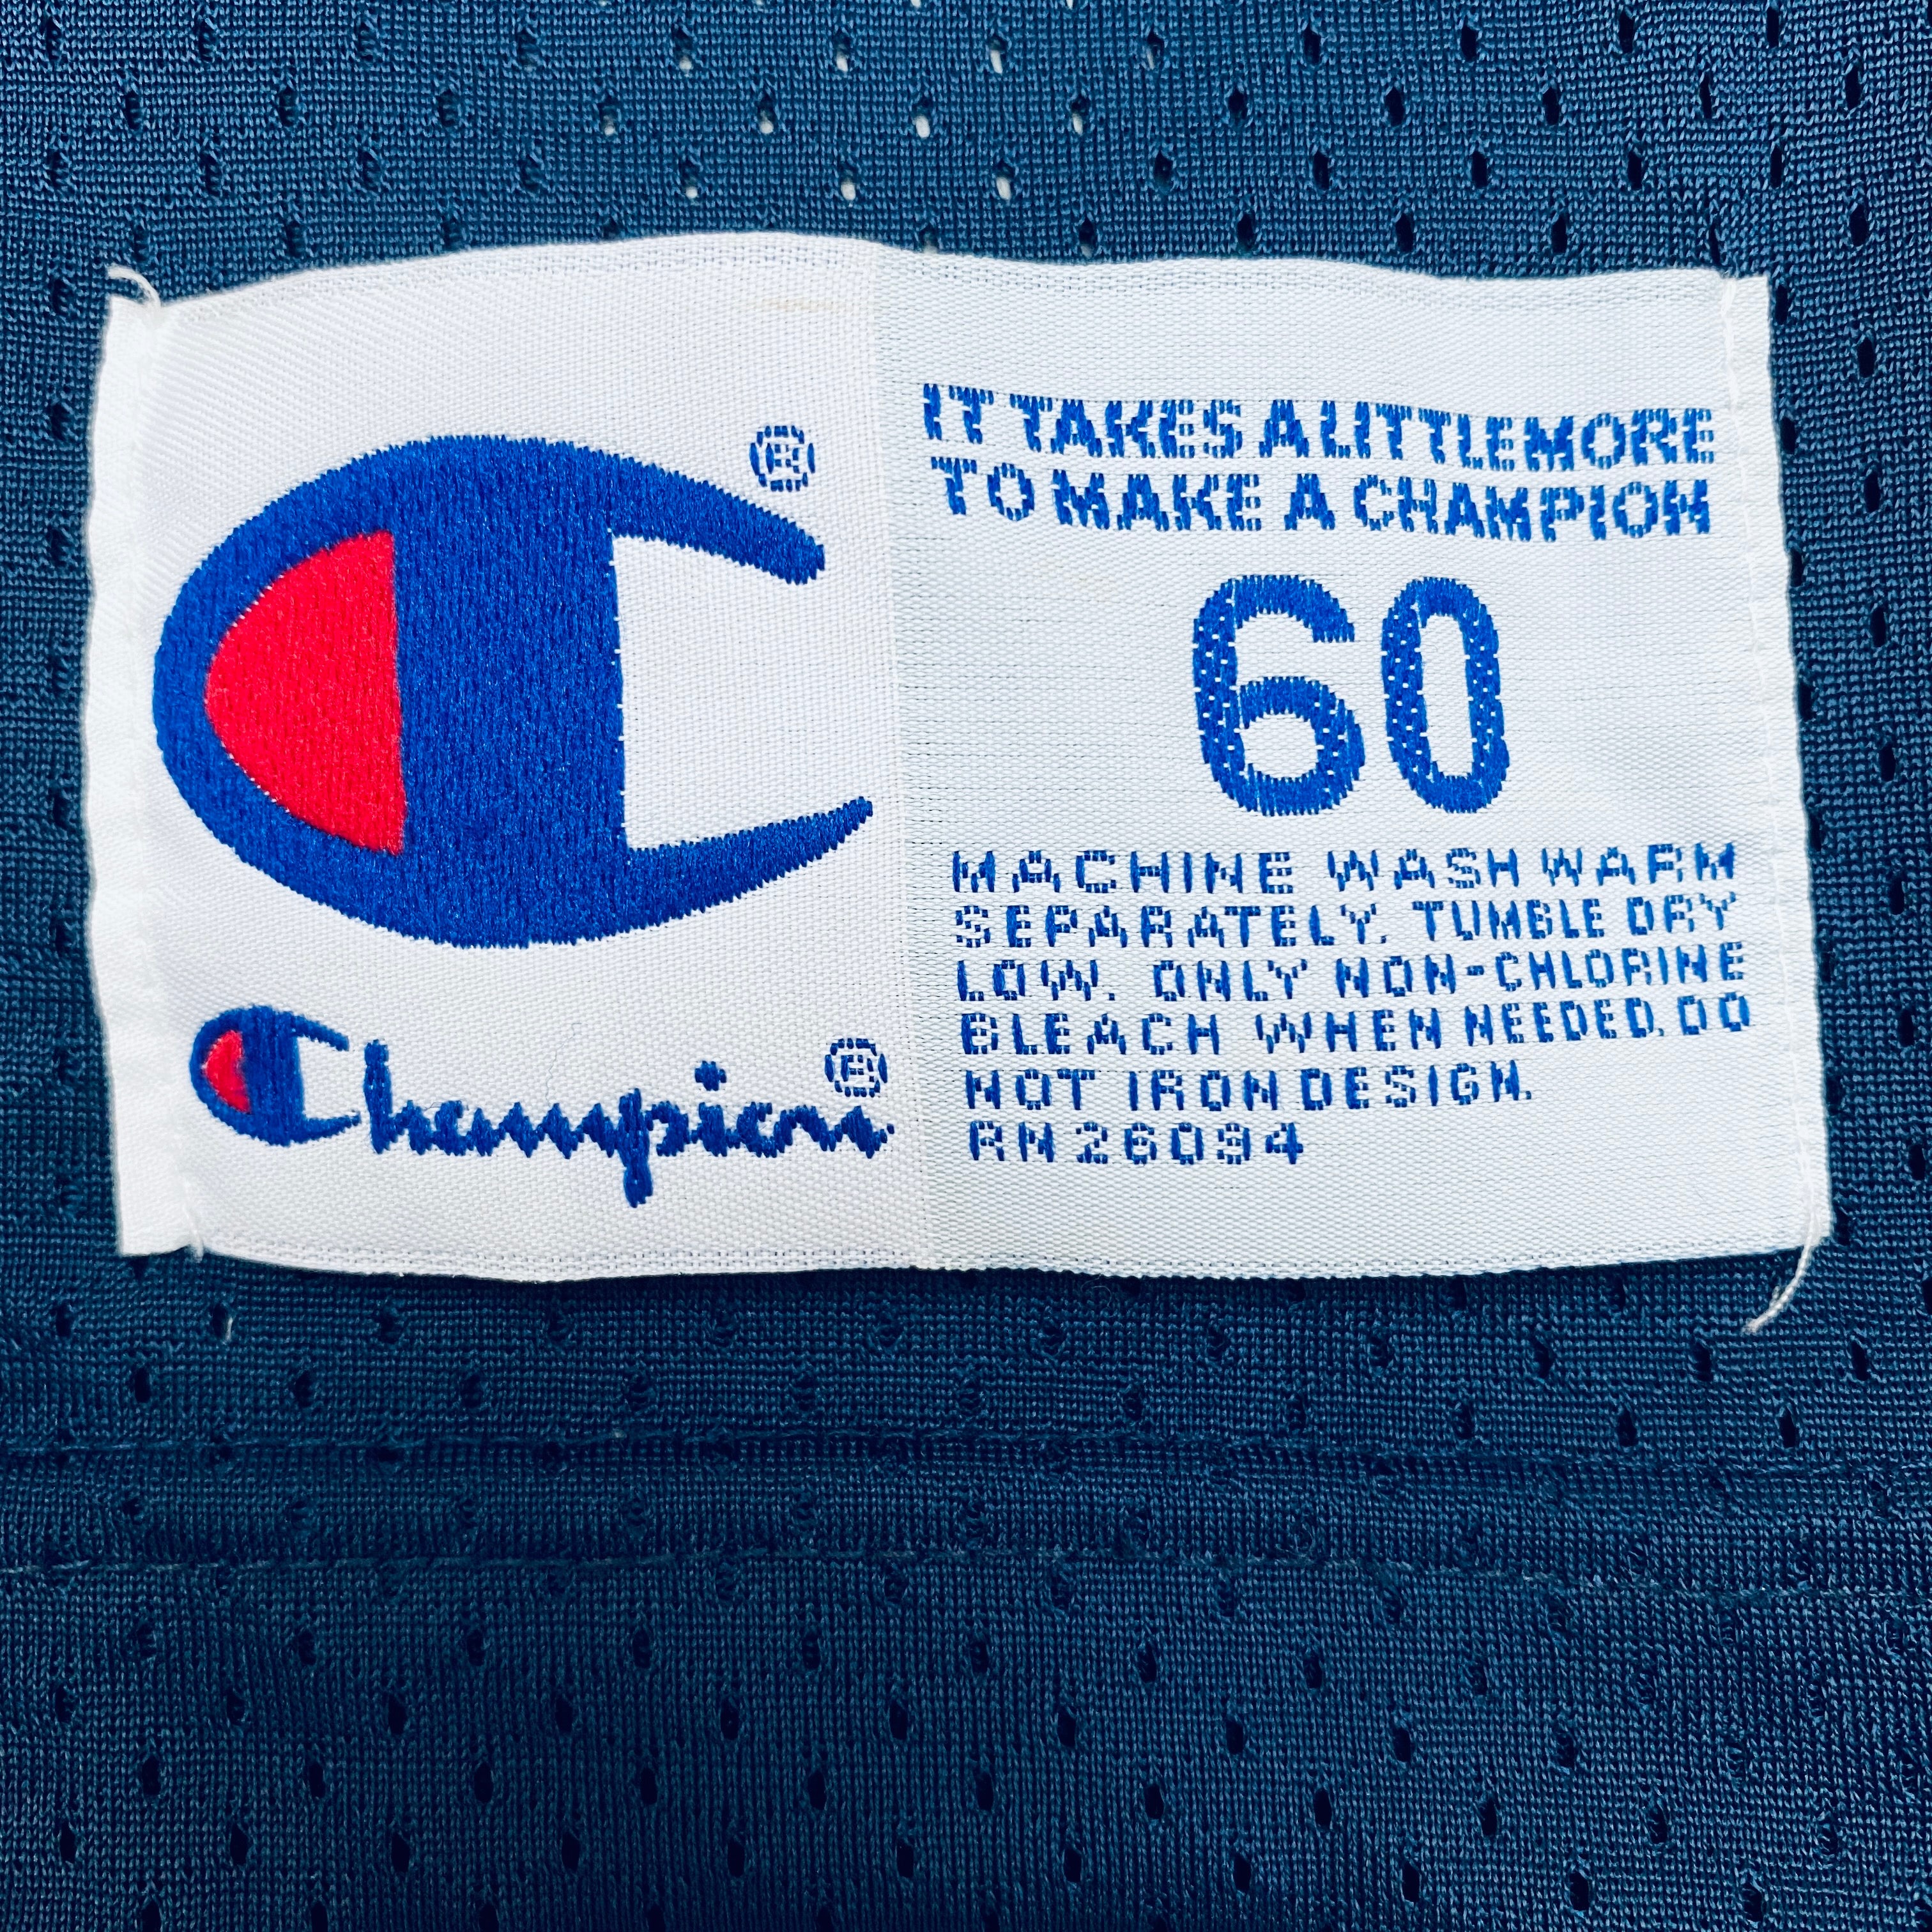 ®
Champion®
IT TAKES A LITTLE MORE
TO MAKE A CHAMPION
60
MACHINE WASH WARM
SEPARATELY. TUMBLE DRY
LOW. ONLY NON-CHLORINE
BLEACH WHEN NEEDED. DO
NOT IRON DESIGN.
RN 26094